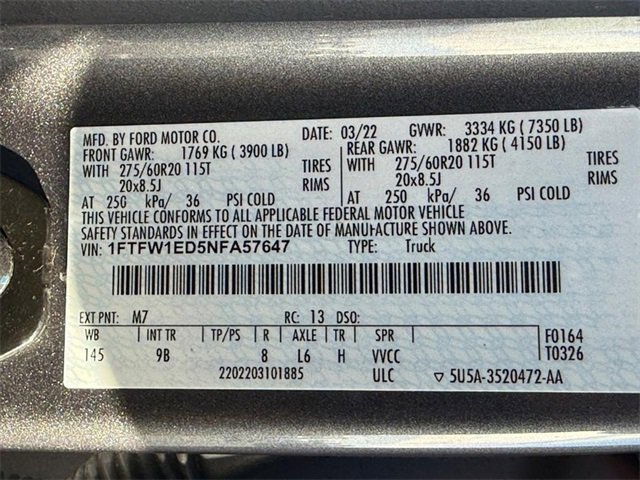 MFD. BY FORD MOTOR CO. DATE: 03/22 GVWR: 3334 KG ( 7350 LB)
FRONT GAWR: 1769 KG ( 3900 LB) REAR GAWR: 1882 KG ( 4150 LB)
WITH 275/60R20 115T TIRES WITH 275/60R20 115T TIRES
20x8.5J RIMS 20x8.5J RIMS
AT 250 kPa/ 36 PSI COLD AT 250 kPa/ 36 PSI COLD
THIS VEHICLE CONFORMS TO ALL APPLICABLE FEDERAL MOTOR VEHICLE
SAFETY STANDARDS IN EFFECT ON THE DATE OF MANUFACTURE SHOWN ABOVE.
VIN: 1FTFW1ED5NFA57647 TYPE: Truck
EXT PNT: M7 RC: 13 DSO:
WB INT TR TP/PS R AXLE TR SPR F0164
145 9B 8 L6 H VVCC T0326
2202203101885 ULC ▽ 5U5A-3520472-AA